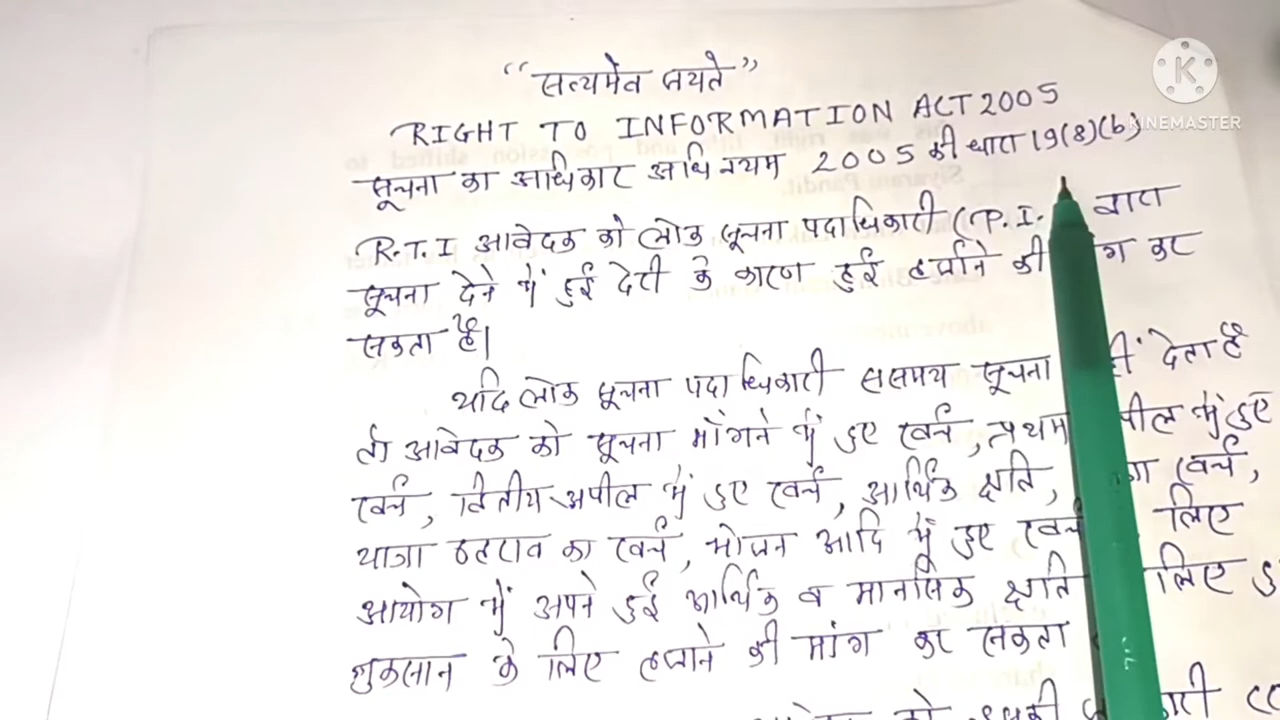 "सत्यमेव जयते"
RIGHT TO INFORMATION ACT 2005
सूचना का अधिकार अधिनियम 2005 की धारा 19(8)(b)
R.T.I आवेदक को लोक सूचना पदाधिकारी (P.I. द्वारा
सूचना देने में हुई देरी के कारण हुई हर्जाने की कर
सकता है।
यदि लोक सूचना पदाधिकारी ससमय सूचना देता है
तो आवेदक को सूचना माँगने में हुए खर्च, प्रथम में हुए
खर्च, द्वितीय अपील में हुए खर्च, आर्थिक क्षति, खर्च,
यात्रा ठहराव का खर्च, भोजन आदि में हुए खर्च लिए
आयोग में अपने हुई आर्थिक व मानसिक क्षति लिए
नुकसान के लिए हर्जाने की मांग कर सकता
KINEMASTER